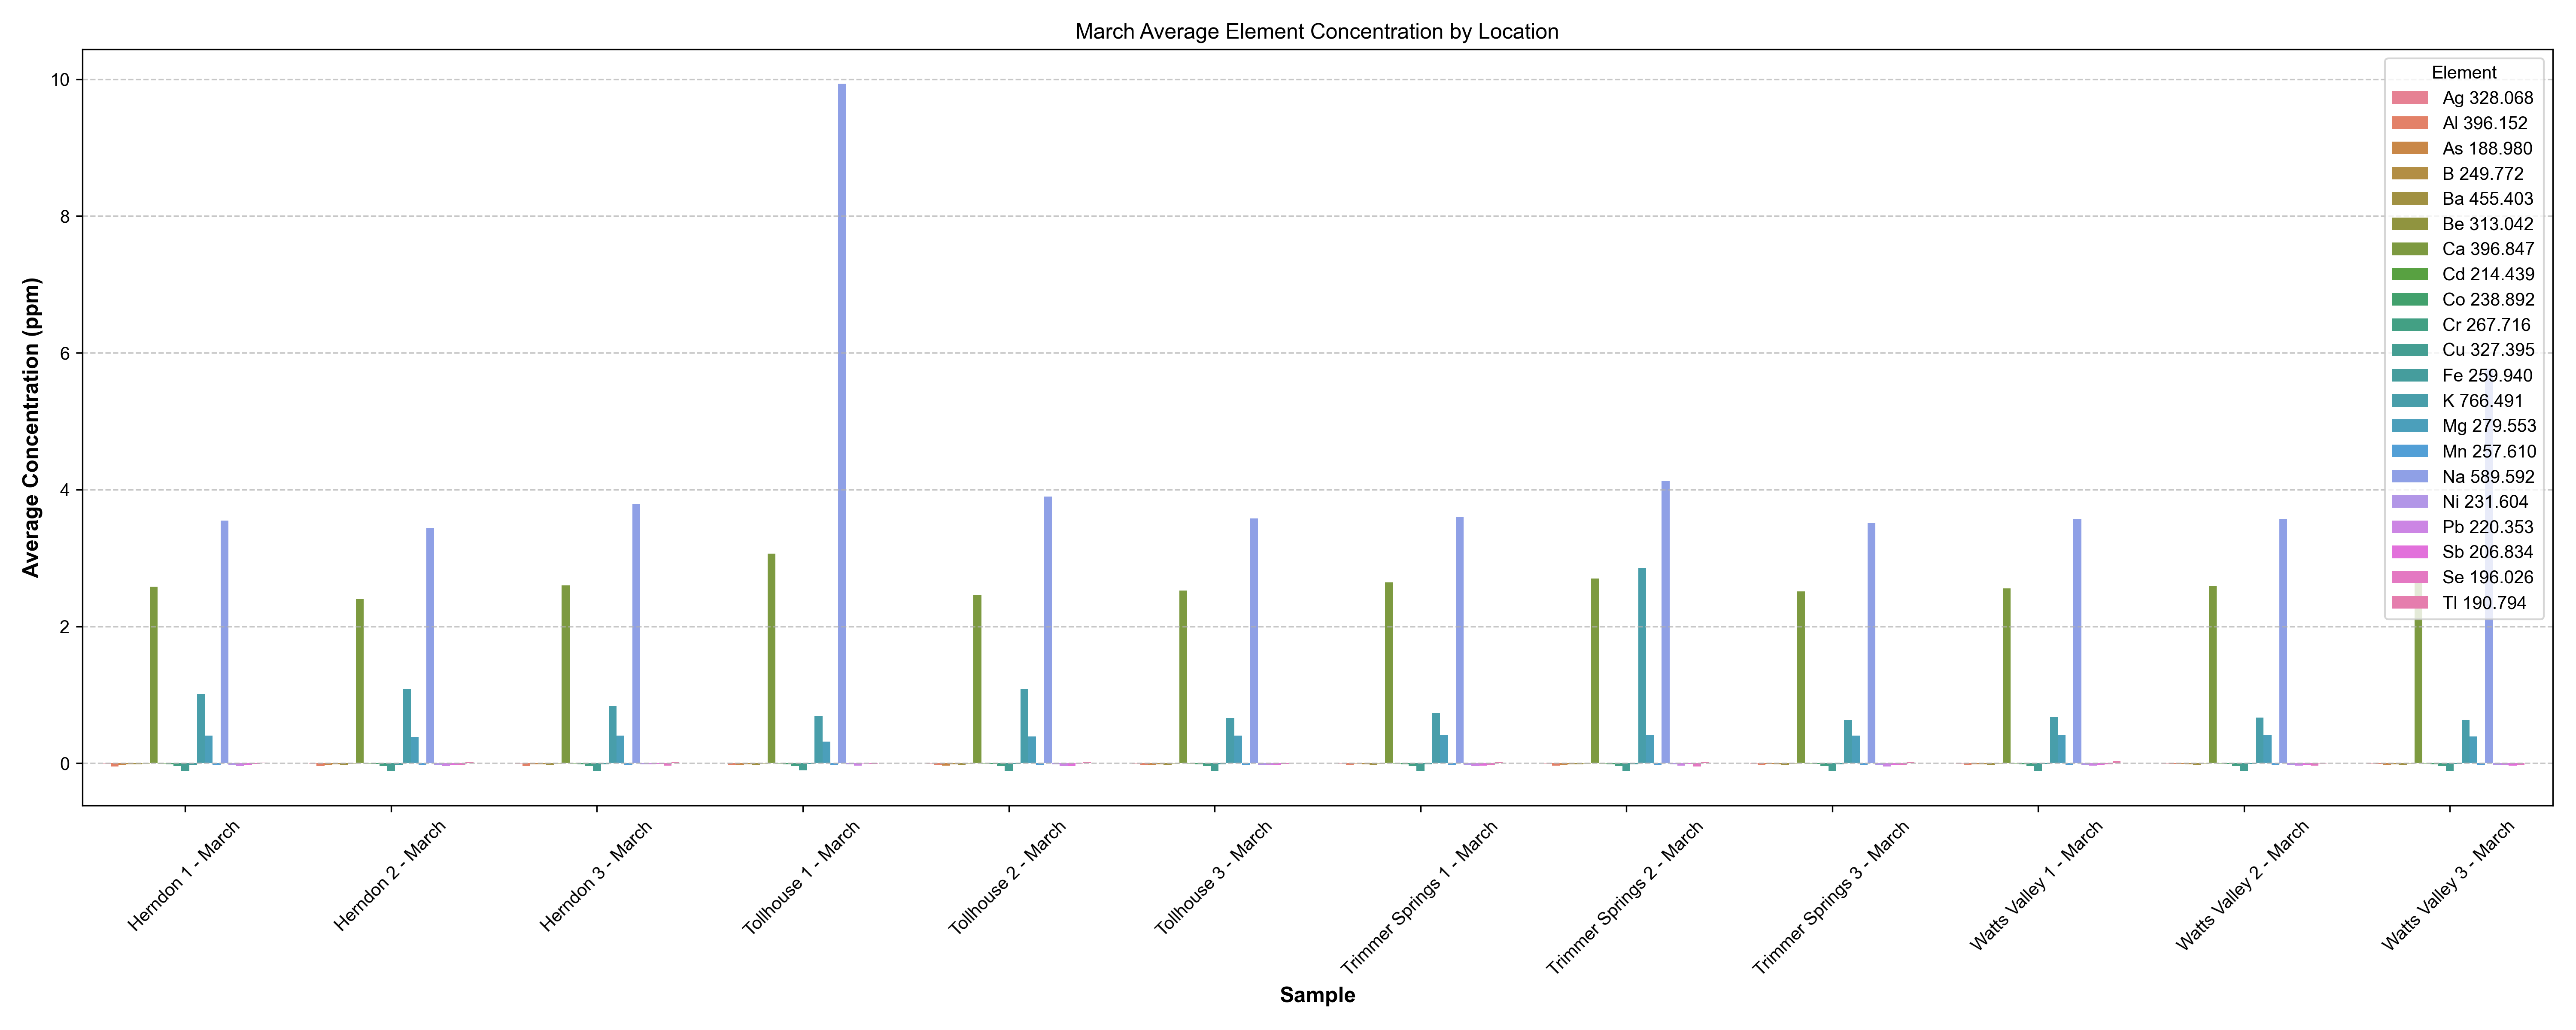 March Average Element Concentration by Location
Average Concentration (ppm)
10
8
6
4
2
0
Element
Ag 328.068
Al 396.152
As 188.980
B 249.772
Ba 455.403
Be 313.042
Ca 396.847
Cd 214.439
Co 238.892
Cr 267.716
Cu 327.395
Fe 259.940
K 766.491
Mg 279.553
Mn 257.610
Na 589.592
Ni 231.604
Pb 220.353
Sb 206.834
Se 196.026
Tl 190.794
Herndon 1 - March
Herndon 2 - March
Herndon 3 - March
Tollhouse 1 - March
Tollhouse 2 - March
Tollhouse 3 - March
Trimmer Springs 1 - March
Trimmer Springs 2 - March
Trimmer Springs 3 - March
Watts Valley 1 - March
Watts Valley 2 - March
Watts Valley 3 - March
Sample